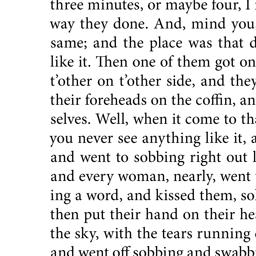 three minutes, or maybe four, I
way they done. And, mind you
same; and the place was that d
like it. Then one of them got on
t’other on t’other side, and they
their foreheads on the coffin, an
selves. Well, when it come to tha
you never see anything like it, a
and went to sobbing right out l
and every woman, nearly, went
ing a word, and kissed them, so
then put their hand on their hea
the sky, with the tears running
and went off sobbing and swabb